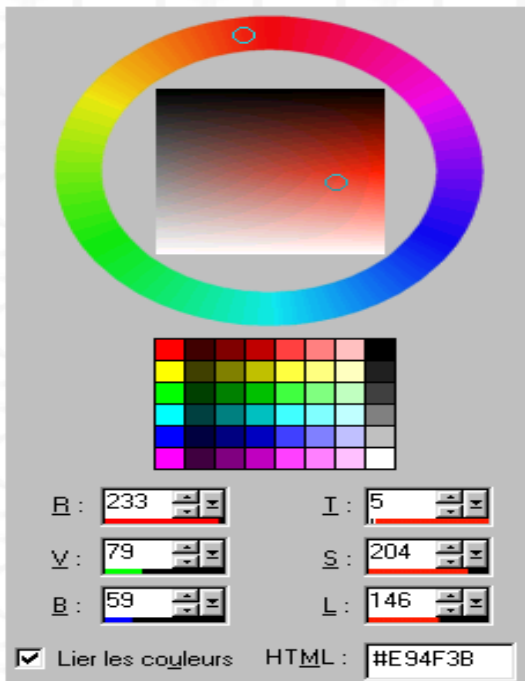 R : 233 T : 5
V : 79 S : 204
B : 59 L : 146
Lier les couleurs HTML : #E94F3B